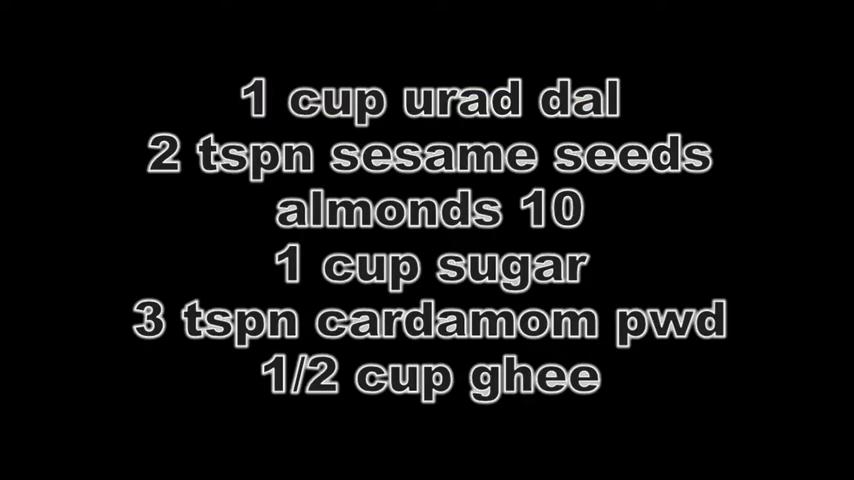 1 cup urad dal
2 tspn sesame seeds
almonds 10
1 cup sugar
3 tspn cardamom pwd
1/2 cup ghee